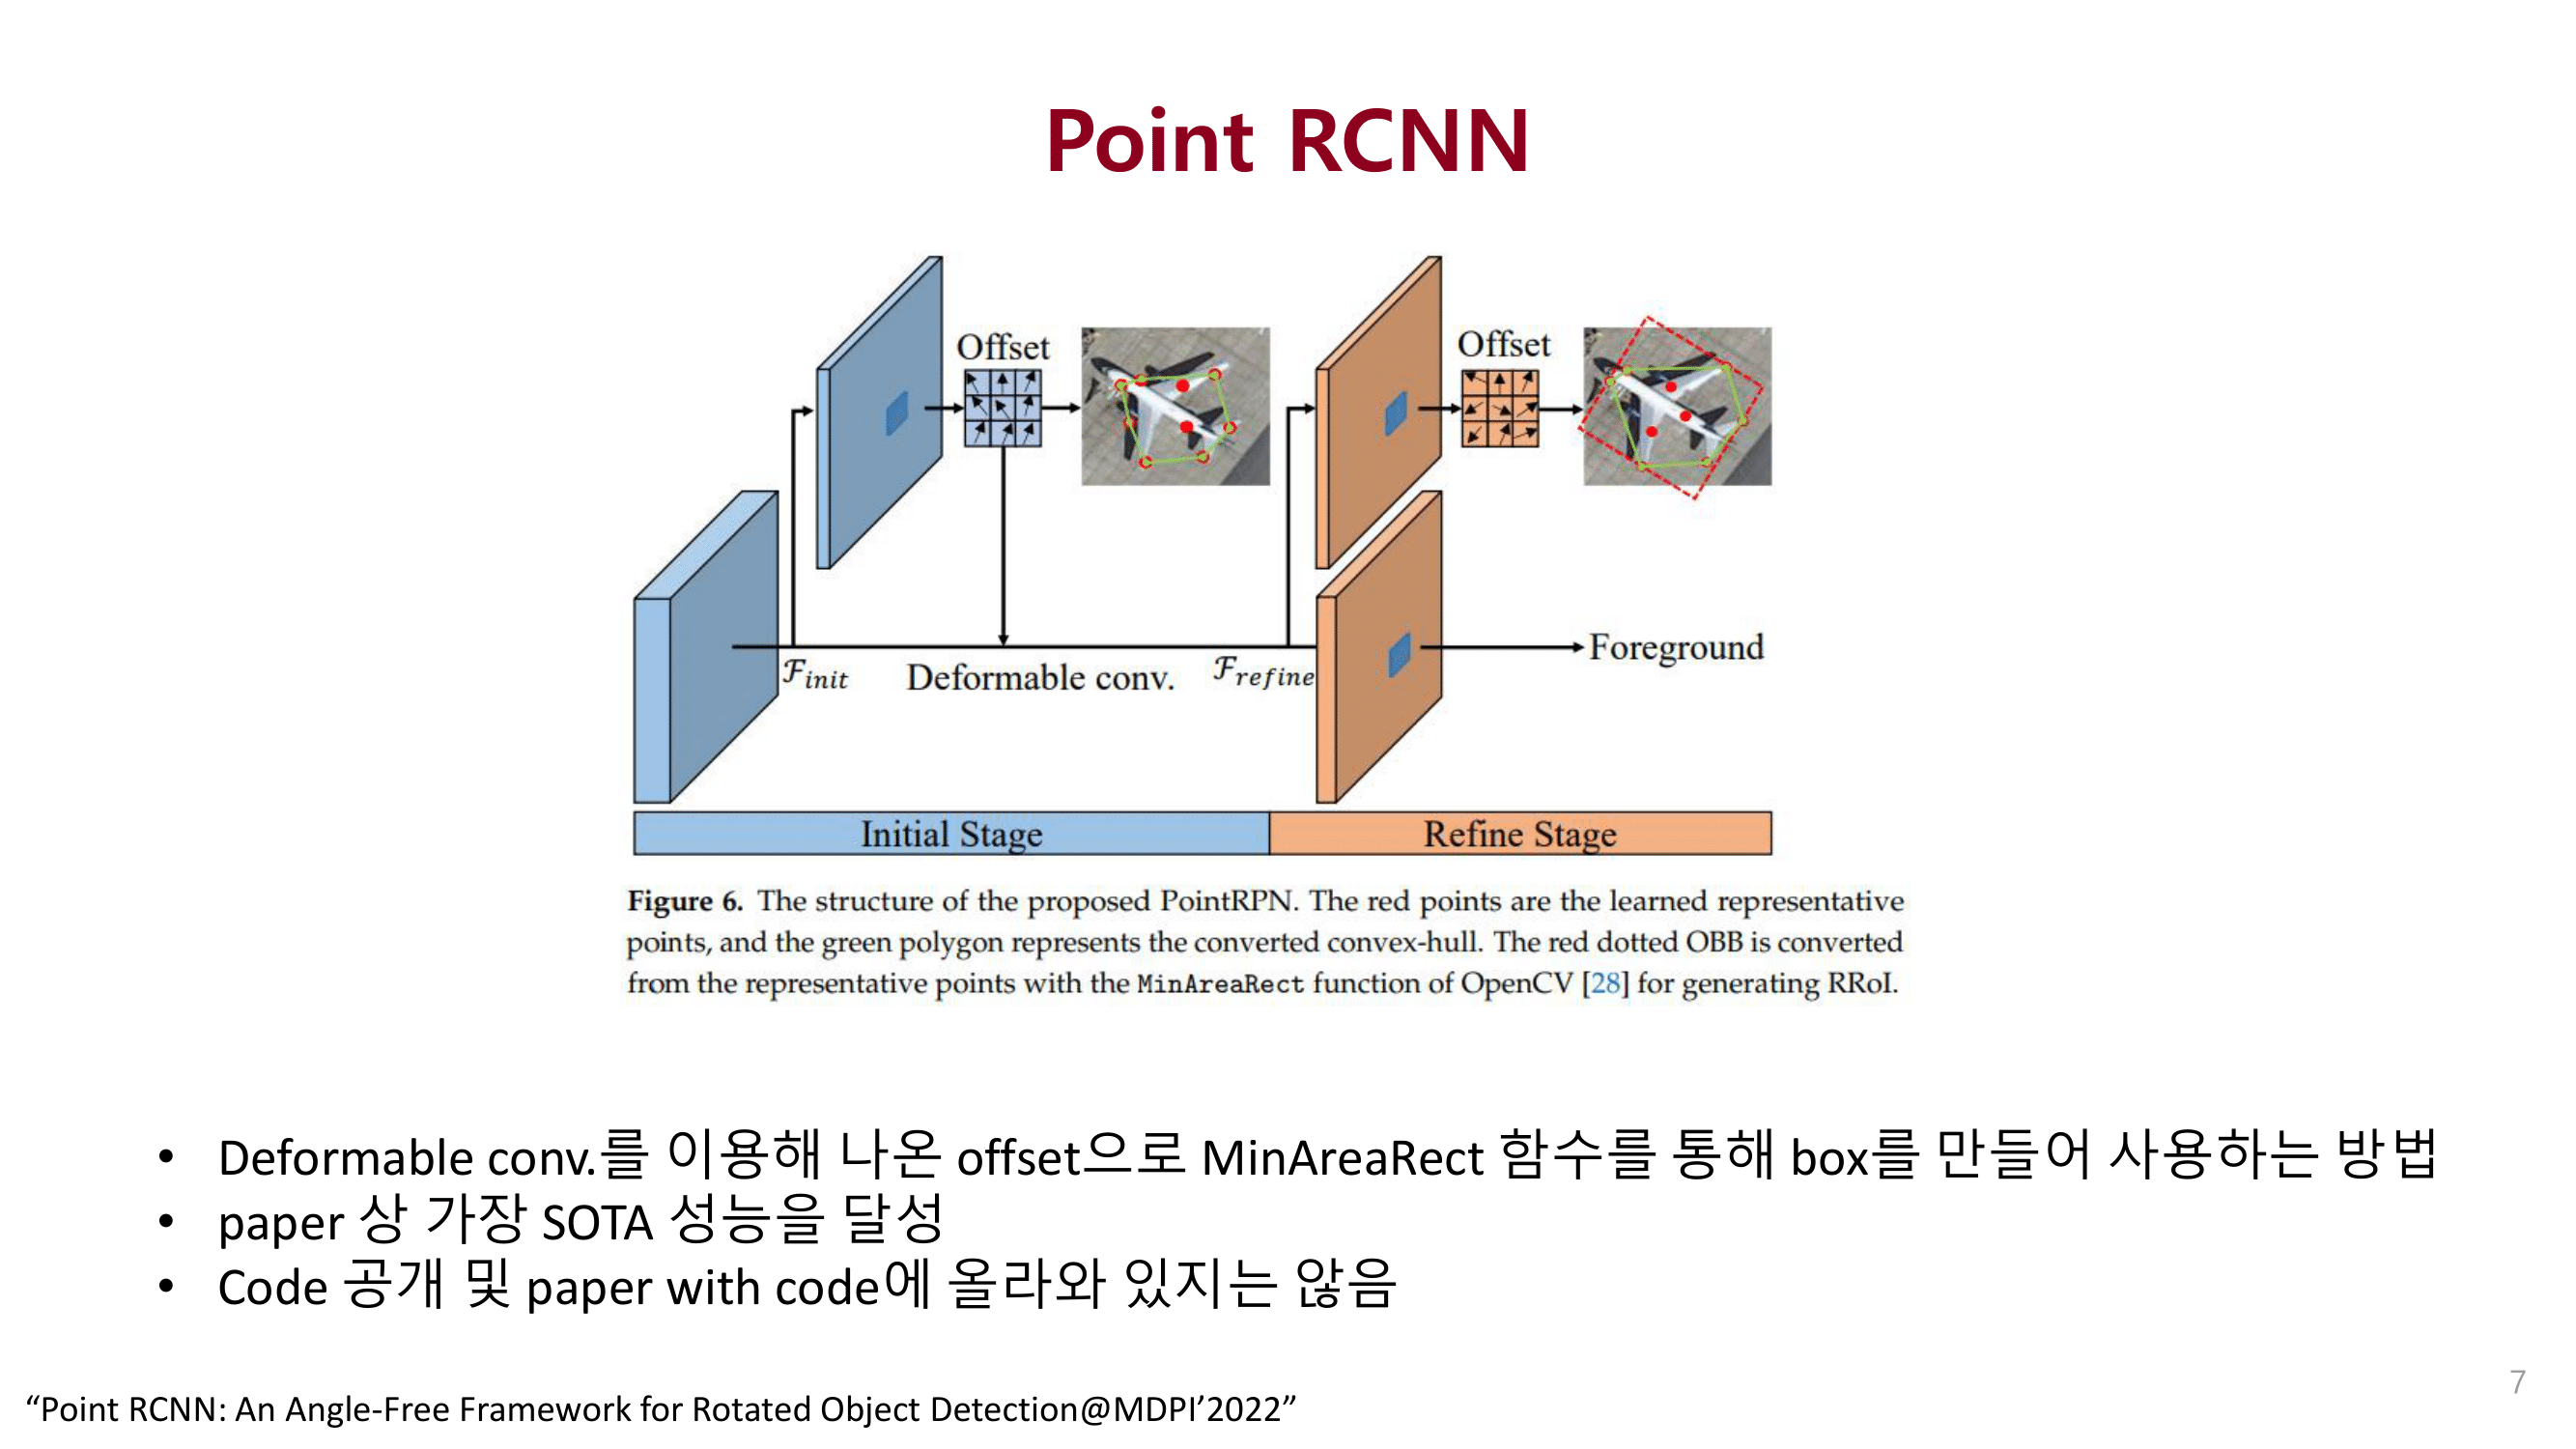 Point RCNN
Offset
Offset
ℱinit
Deformable conv.
ℱrefine
Foreground
Initial Stage
Refine Stage
Figure 6. The structure of the proposed PointRPN. The red points are the learned representative
points, and the green polygon represents the converted convex-hull. The red dotted OBB is converted
from the representative points with the MinAreaRect function of OpenCV [28] for generating RRoI.
• Deformable conv.를 이용해 나온 offset으로 MinAreaRect 함수를 통해 box를 만들어 사용하는 방법
• paper 상 가장 SOTA 성능을 달성
• Code 공개 및 paper with code에 올라와 있지는 않음
7
“Point RCNN: An Angle-Free Framework for Rotated Object Detection@MDPI’2022”